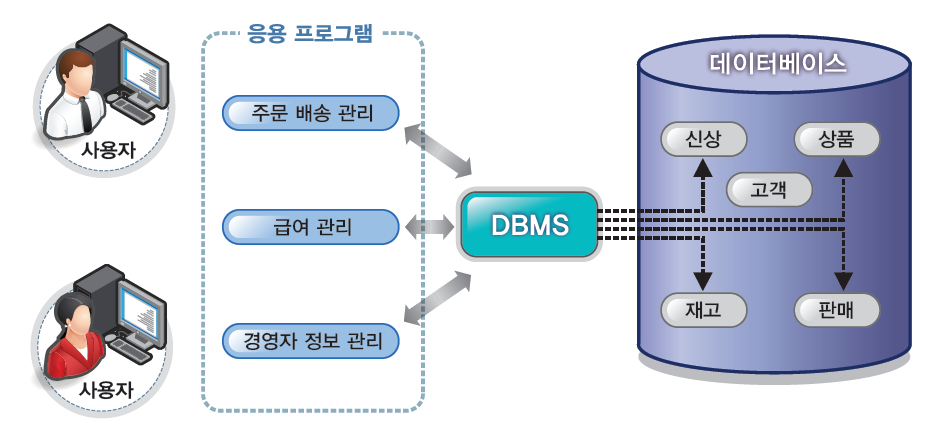 응용 프로그램
데이터베이스
사용자
주문 배송 관리
급여 관리
경영자 정보 관리
사용자
DBMS
신상
상품
고객
재고
판매